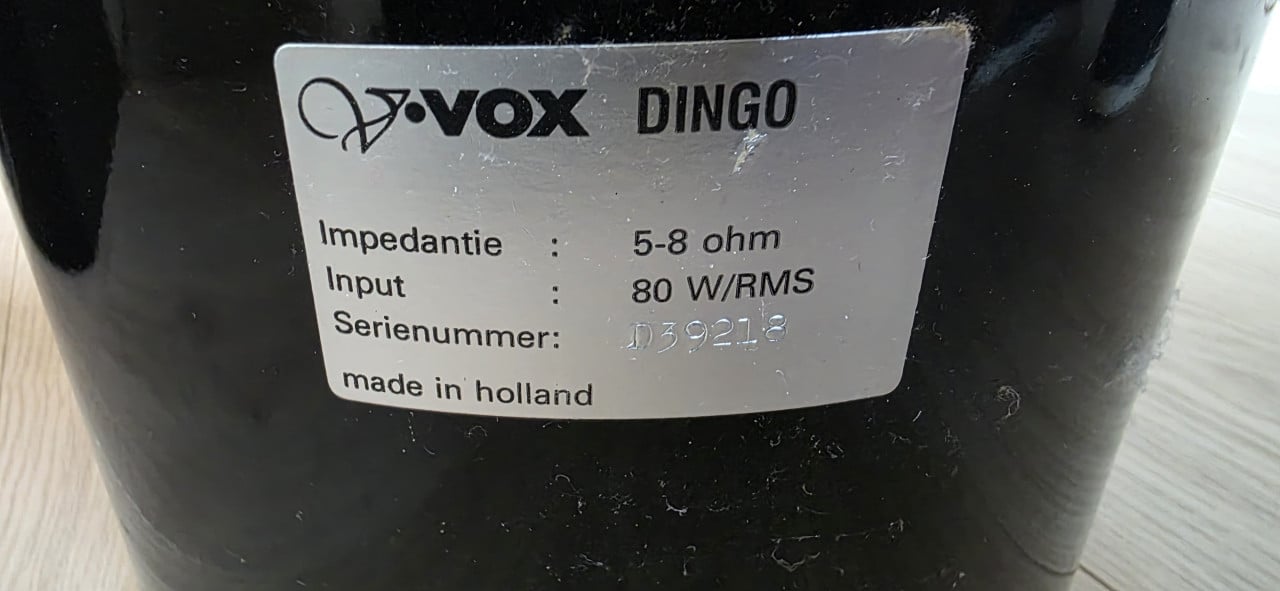 V•VOX DINGO
Impedantie : 5-8 ohm
Input : 80 W/RMS
Serienummer: D39218
made in holland